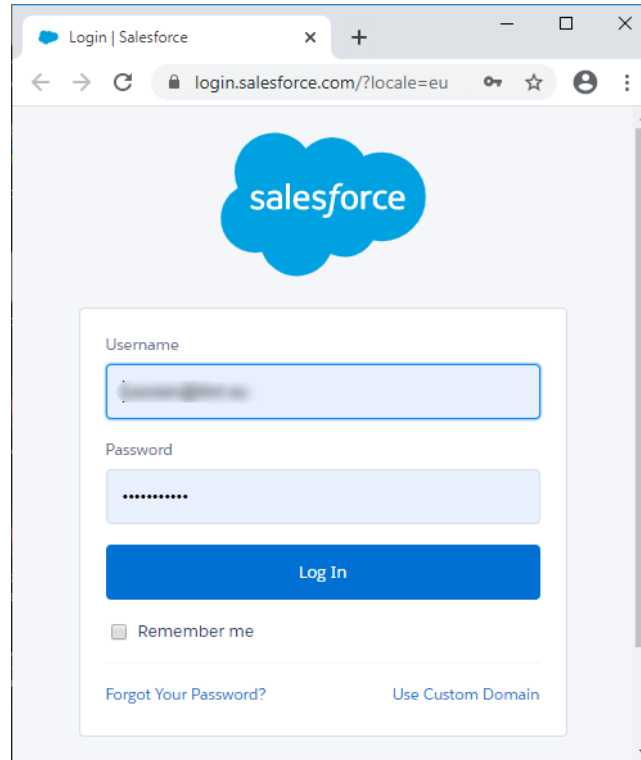 Login | Salesforce
login.salesforce.com/?locale=eu
salesforce
Username
Password
•••••••••••
Log In
Remember me
Forgot Your Password? Use Custom Domain